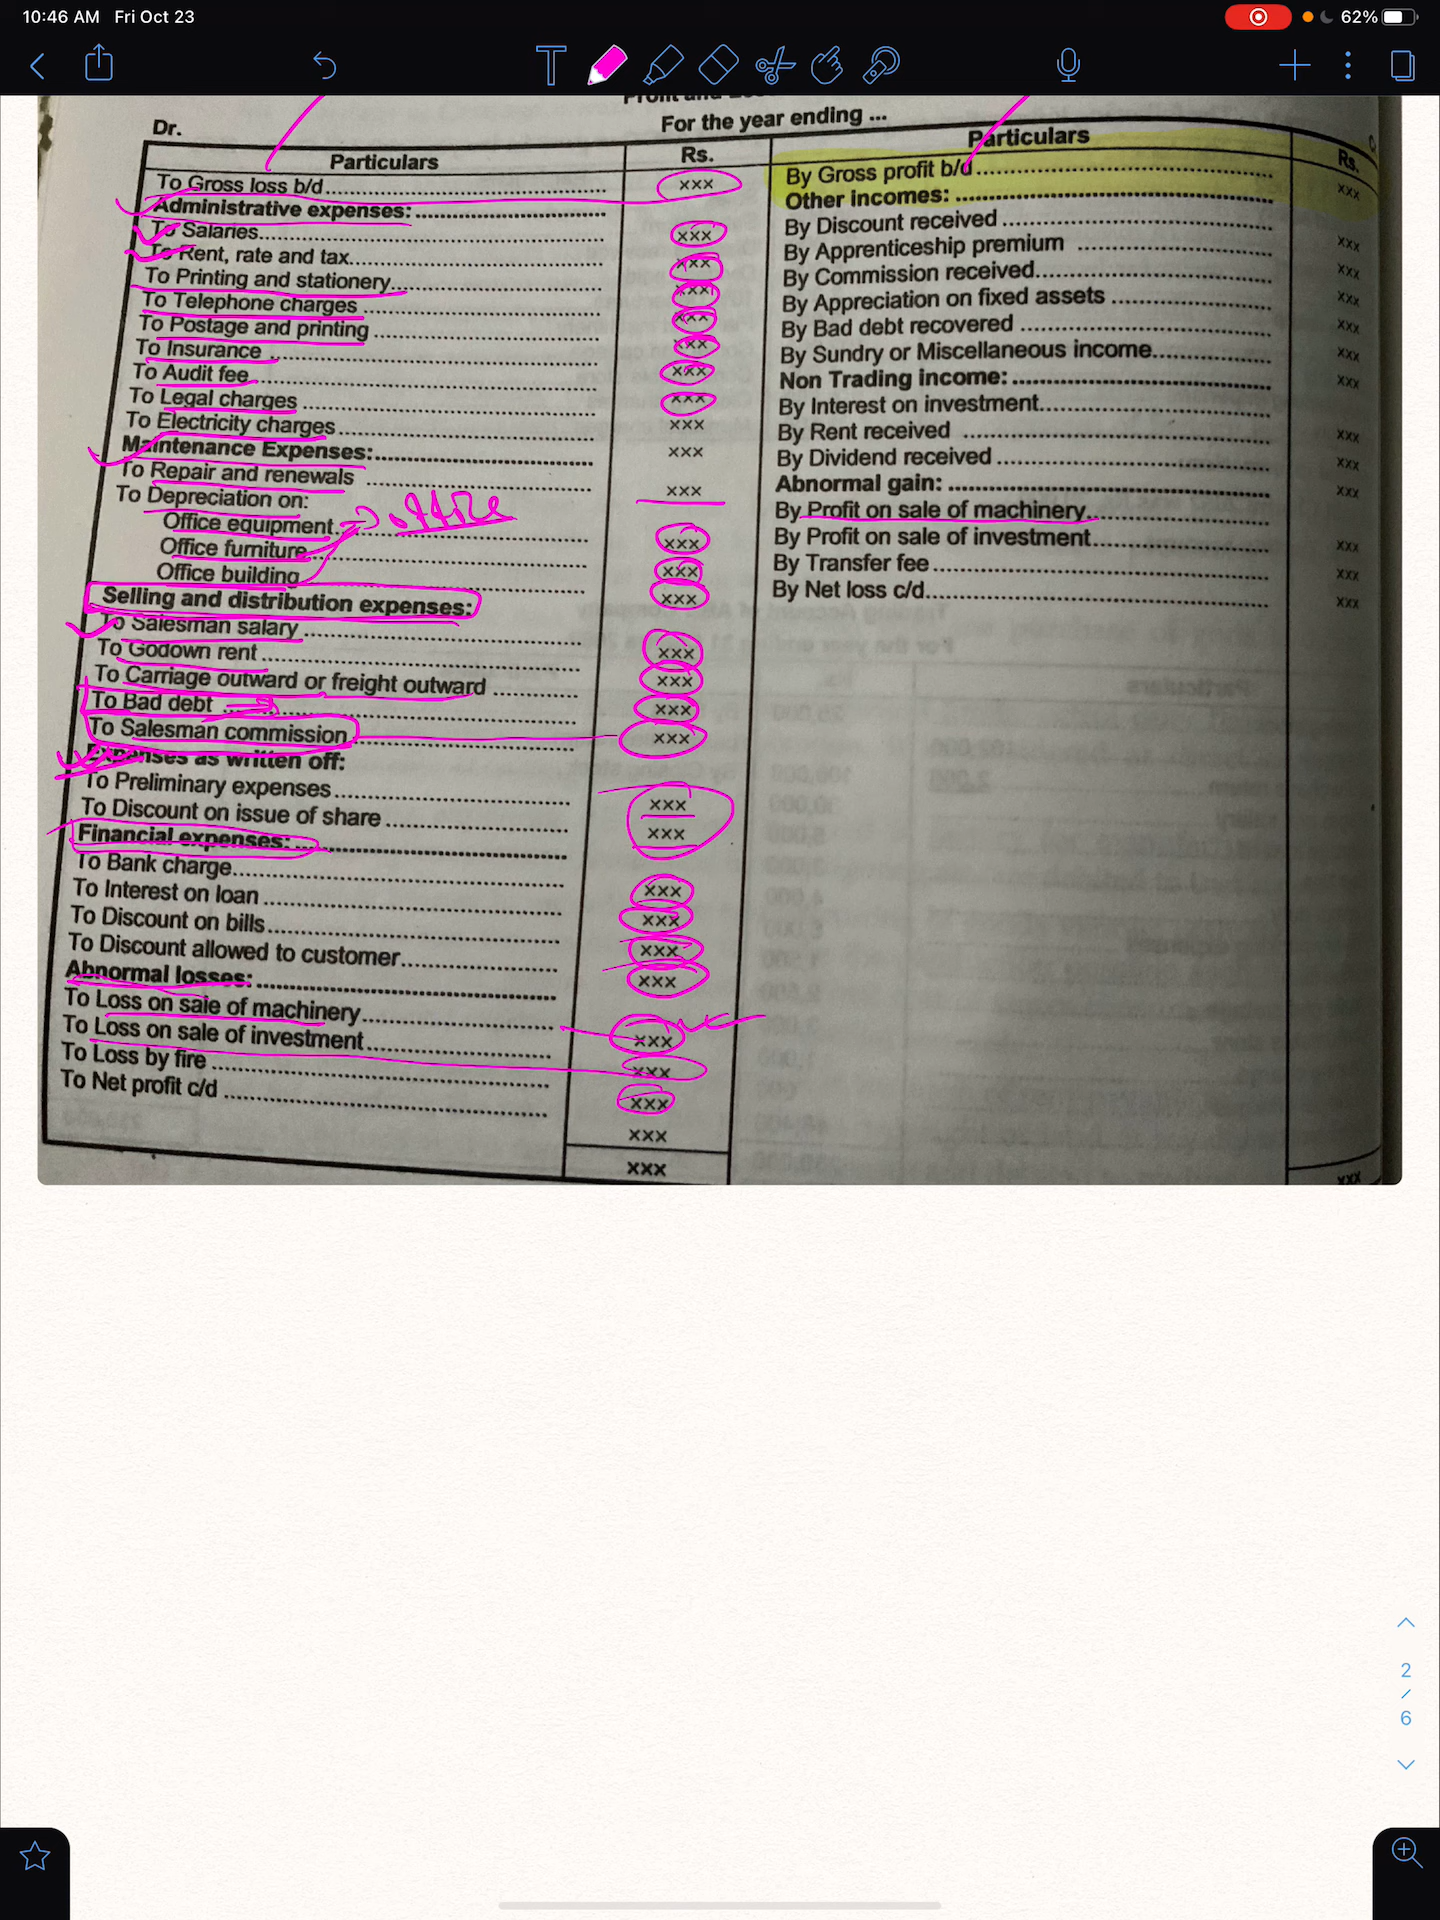 10:46 AM Fri Oct 23
62%
For the year ending ...
Dr.
Particulars
Rs.
To Gross loss b/d
xxx
Administrative expenses:
To Salaries
xxx
To Rent, rate and tax
xxx
To Printing and stationery
xxx
To Telephone charges
xxx
To Postage and printing
xxx
To Insurance
xxx
To Audit fee
xxx
To Legal charges
xxx
To Electricity charges
xxx
Maintenance Expenses:
xxx
To Repair and renewals
xxx
To Depreciation on:
Office equipment
xxx
Office furniture
xxx
Office building
xxx
Selling and distribution expenses:
To Salesman salary
xxx
To Godown rent
xxx
To Carriage outward or freight outward
xxx
To Bad debt
xxx
To Salesman commission
Expenses as written off:
To Preliminary expenses
xxx
To Discount on issue of share
xxx
Financial expenses:
To Bank charge
xxx
To Interest on loan
xxx
To Discount on bills
xxx
To Discount allowed to customer
xxx
Abnormal losses:
To Loss on sale of machinery
xxx
To Loss on sale of investment
xxx
To Loss by fire
xxx
To Net profit c/d
xxx
xxx
Particulars
Rs.
By Gross profit b/d
xxx
Other incomes:
By Discount received
xxx
By Apprenticeship premium
xxx
By Commission received
xxx
By Appreciation on fixed assets
xxx
By Bad debt recovered
xxx
By Sundry or Miscellaneous income
xxx
Non Trading income:
By Interest on investment
xxx
By Rent received
xxx
By Dividend received
xxx
Abnormal gain:
By Profit on sale of machinery
xxx
By Profit on sale of investment
xxx
By Transfer fee
xxx
By Net loss c/d
xxx
2
/
6